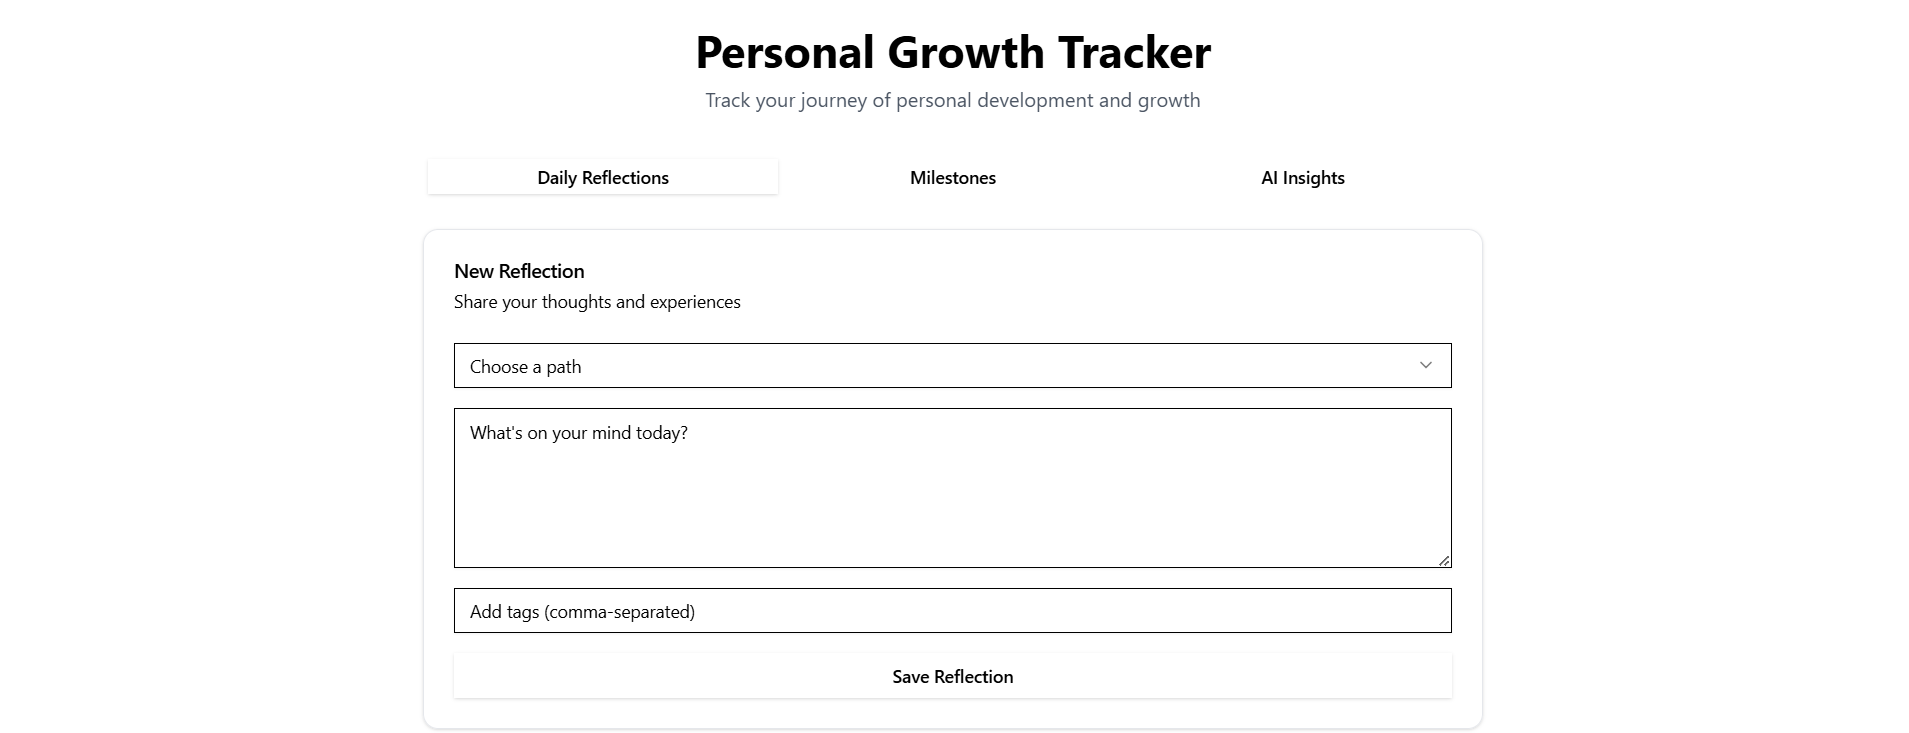 Personal Growth Tracker
Track your journey of personal development and growth
Daily Reflections
Milestones
AI Insights
New Reflection
Share your thoughts and experiences
Choose a path
What's on your mind today?
Add tags (comma-separated)
Save Reflection